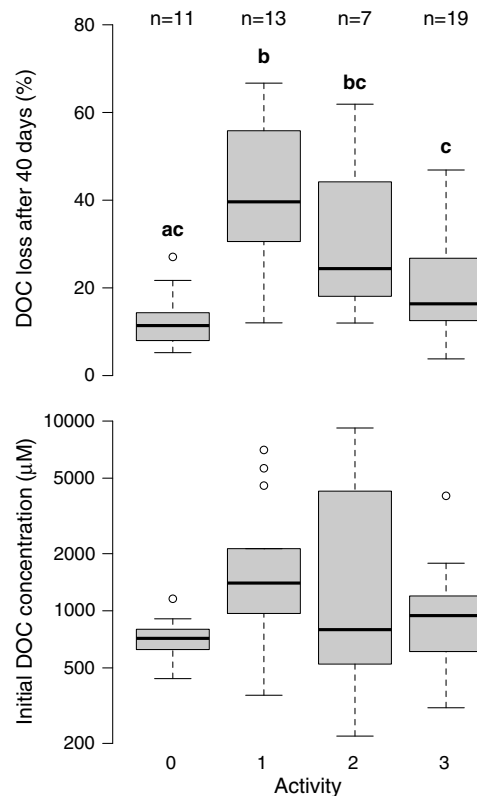 n=11 n=13 n=7 n=19
80
60
40
20
0
DOC loss after 40 days (%)
ac
b
bc
c
10000
5000
2000
1000
500
200
Initial DOC concentration (μM)
0 1 2 3
Activity